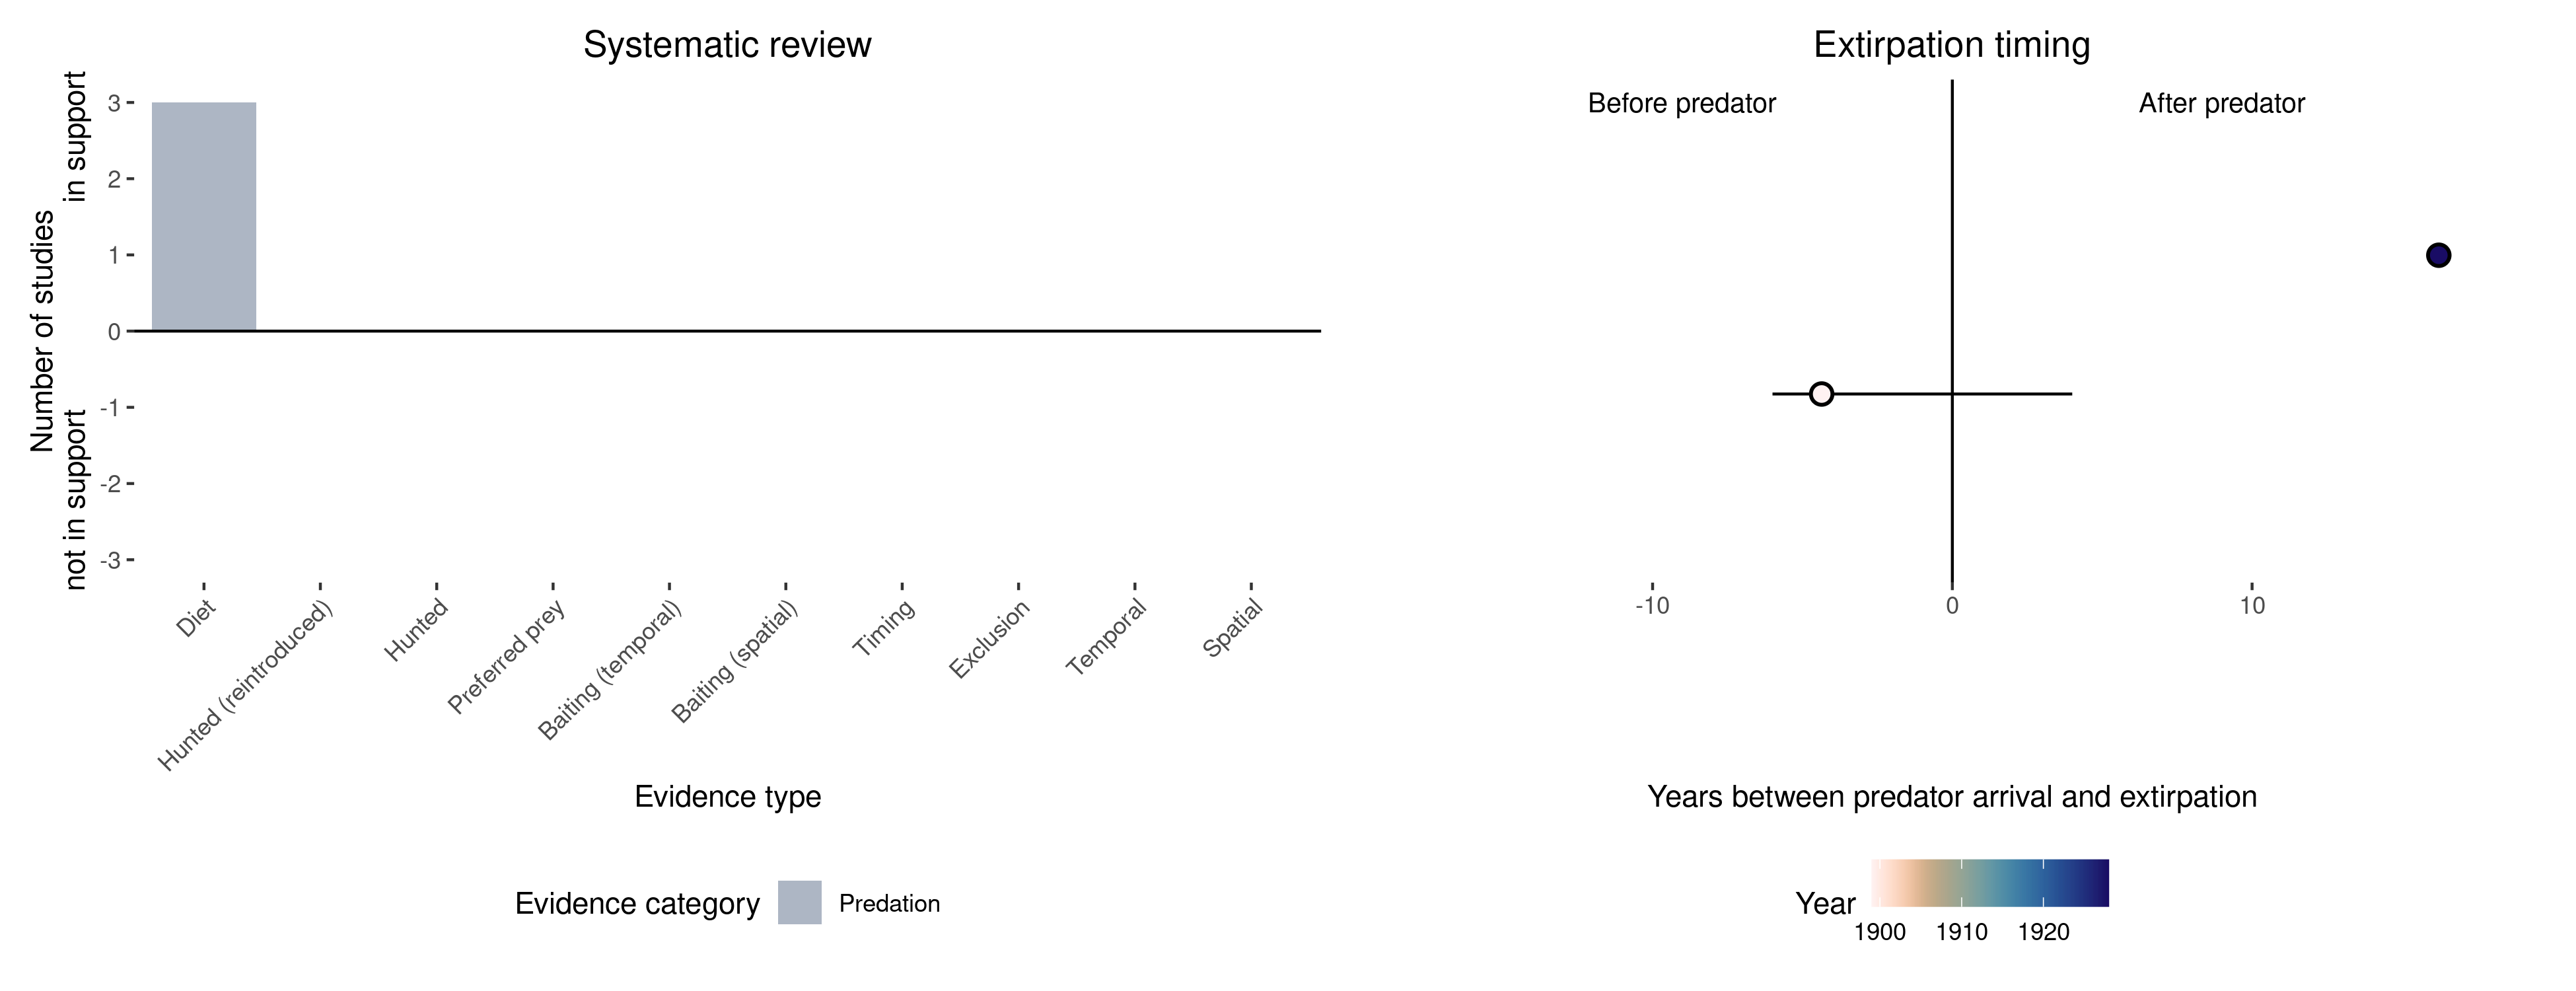 Systematic review
Number of studies
not in support
in support
3
2
1
0
-1
-2
-3
Diet
Hunted (reintroduced)
Hunted
Preferred prey
Baiting (temporal)
Baiting (spatial)
Timing
Exclusion
Temporal
Spatial
Evidence type
Evidence category
Predation
Extirpation timing
Before predator
After predator
-10
0
10
Years between predator arrival and extirpation
Year
1900
1910
1920